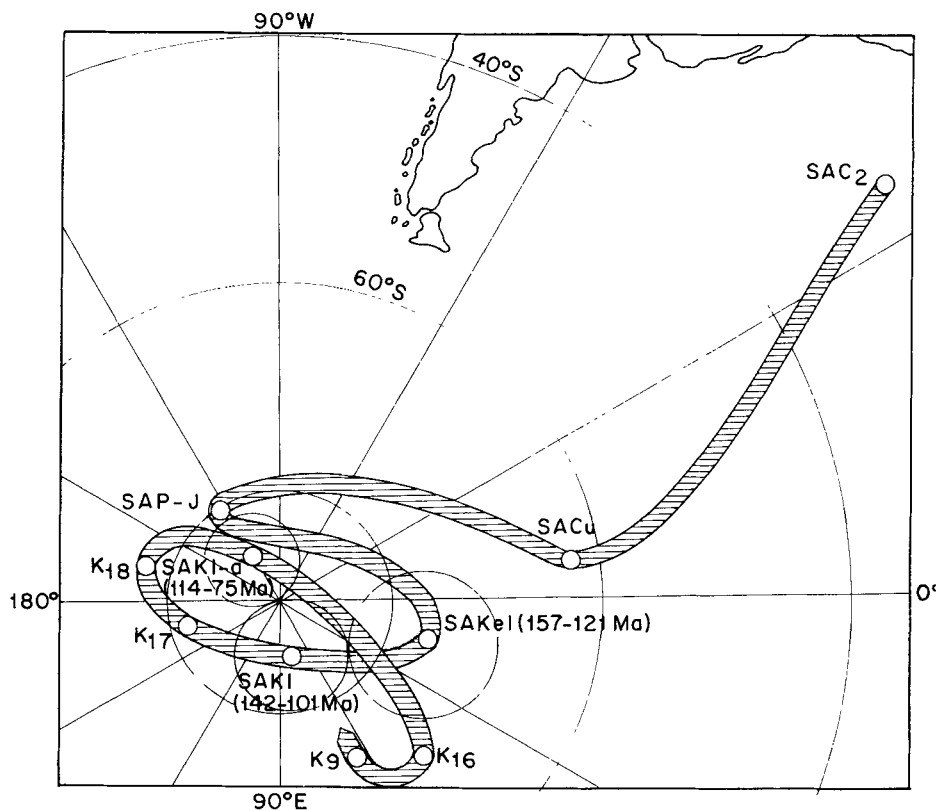 90°W
40°S
SAC2
60°S
SAP-J
SACu
K18
SAKl-a
(114-75Ma)
180°
0°
K17
SAKel (157-121 Ma)
SAKl
(142-101Ma)
K9
K16
90°E